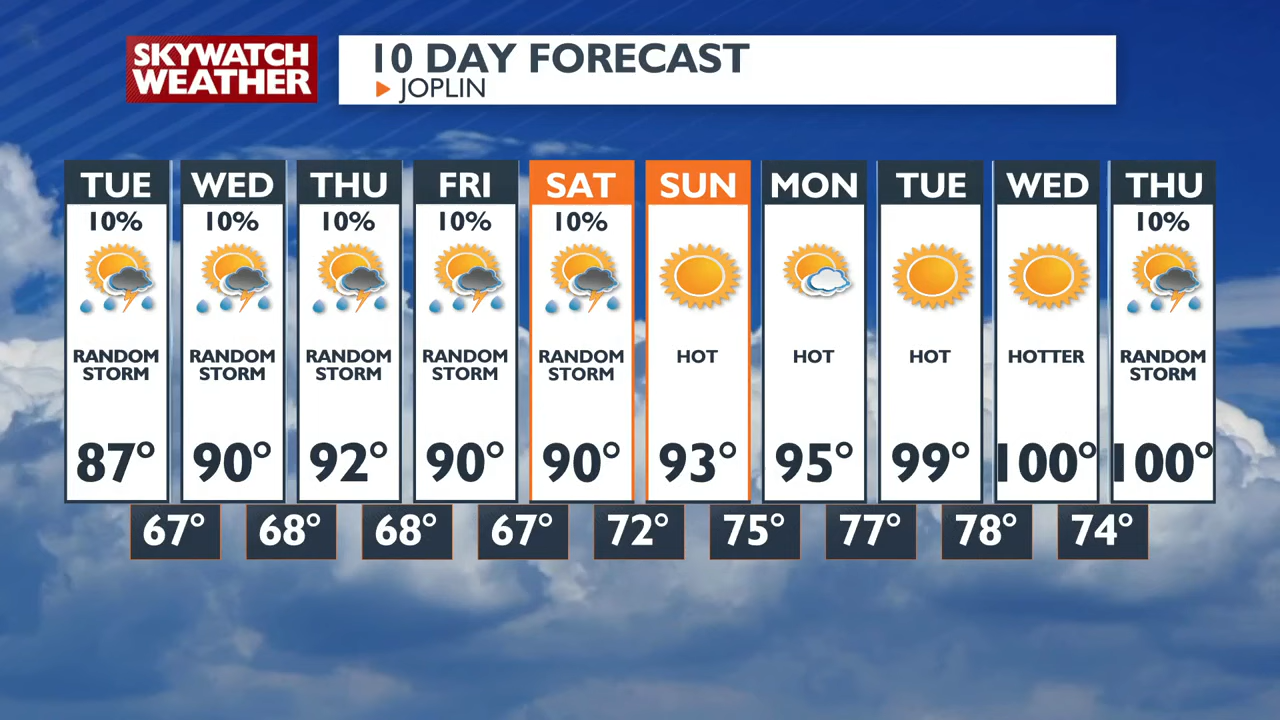 SKYWATCH
WEATHER
10 DAY FORECAST
JOPLIN
TUE WED THU FRI SAT SUN MON TUE WED THU
10% 10% 10% 10% 10% 10%
RANDOM RANDOM RANDOM RANDOM RANDOM HOT HOT HOT HOTTER RANDOM
STORM STORM STORM STORM STORM STORM
87° 90° 92° 90° 90° 93° 95° 99° 100° 100°
67° 68° 68° 67° 72° 75° 77° 78° 74°